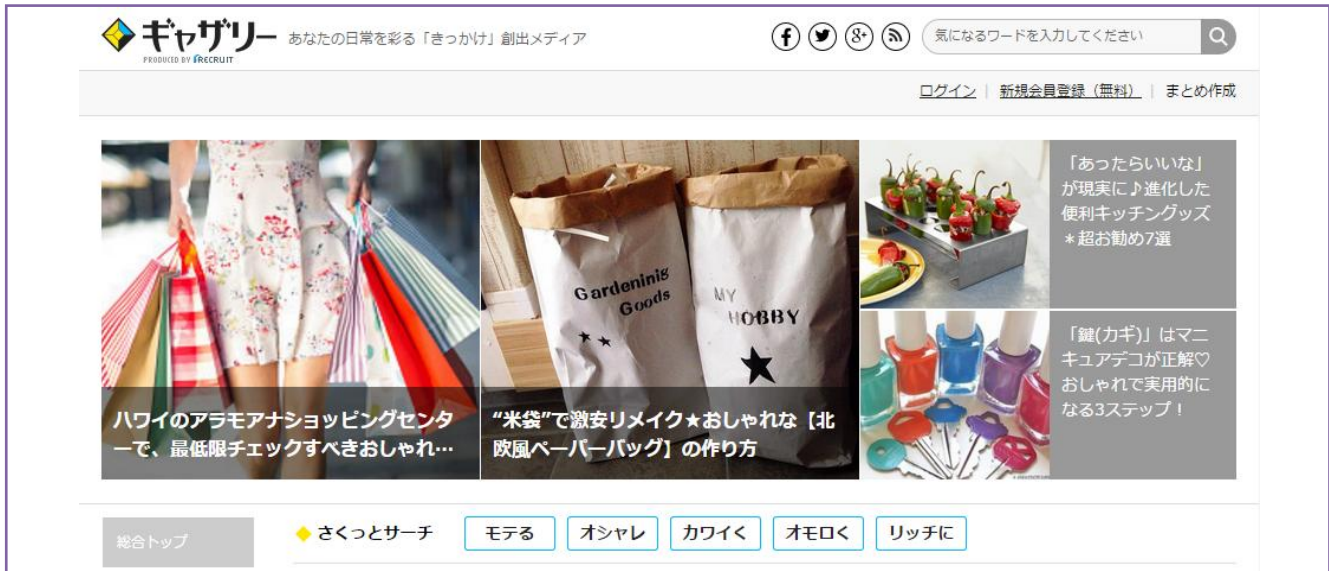 ギャザリー
PRODUCED BY RECRUIT
あなたの日常を彩る「きっかけ」創出メディア
f
8+
気になるワードを入力してください
ログイン | 新規会員登録（無料） | まとめ作成
ハワイのアラモアナショッピングセンタ
ーで、最低限チェックすべきおしゃれ…
Gardeninig
Goods
MY
HOBBY
“米袋”で激安リメイク★おしゃれな【北
欧風ペーパーバッグ】の作り方
「あったらいいな」
が現実に♪進化した
便利キッチングッズ
＊超お勧め7選
「鍵(カギ)」はマニ
キュアデコが正解♡
おしゃれで実用的に
なる3ステップ！
総合トップ
さくっとサーチ モテる オシャレ カワイく オモロく リッチに